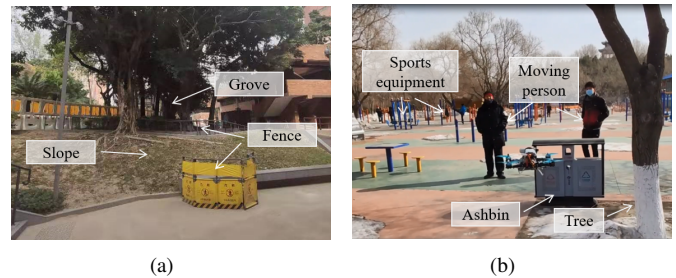 Grove
Fence
Slope
(a)
Sports
equipment
Moving
person
Ashbin
Tree
(b)